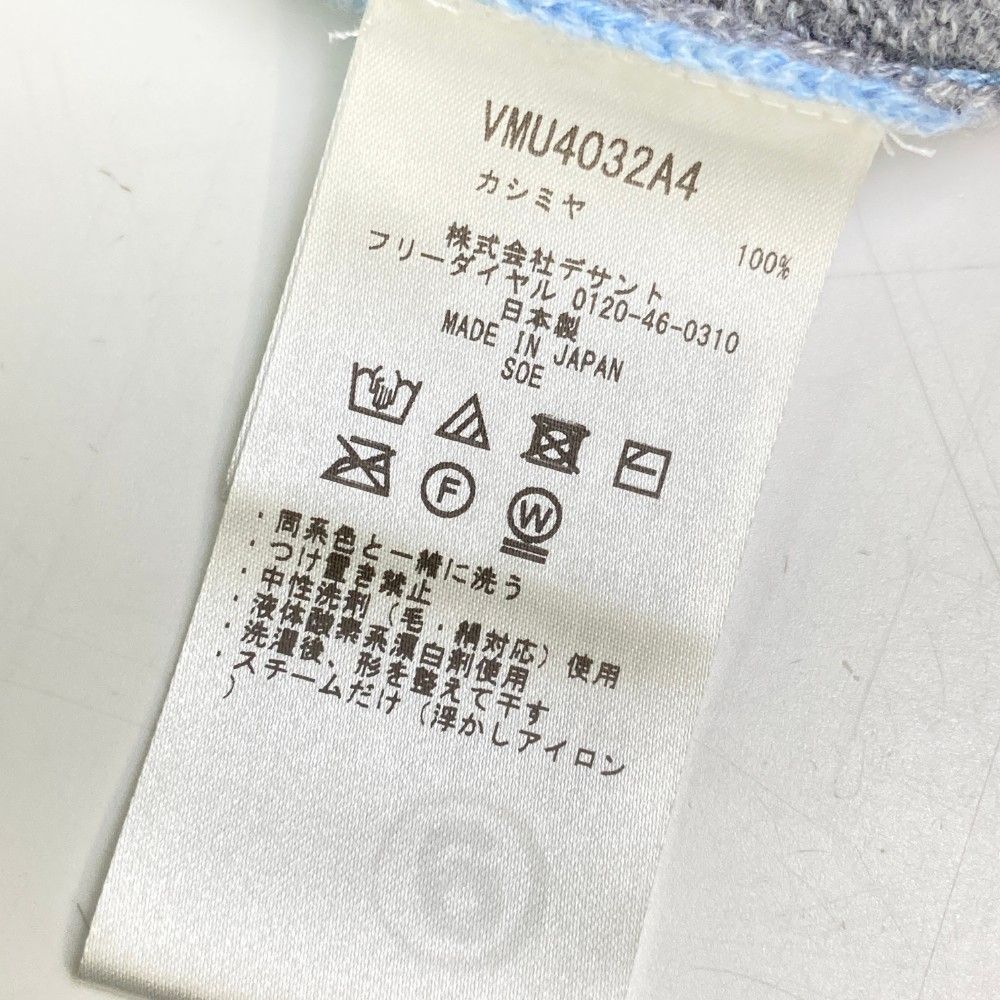 VMU4032A4
カシミヤ 100%
株式会社デサント
フリーダイヤル 0120-46-0310
日本製
MADE IN JAPAN
SOE
F
W
・同系色と一緒に洗う
・つけ置き禁止
・中性洗剤(毛・絹対応)使用
・液体酸素系漂白剤使用
・洗濯後、形を整えて干す
・スチームだけ(浮かしアイロン
)